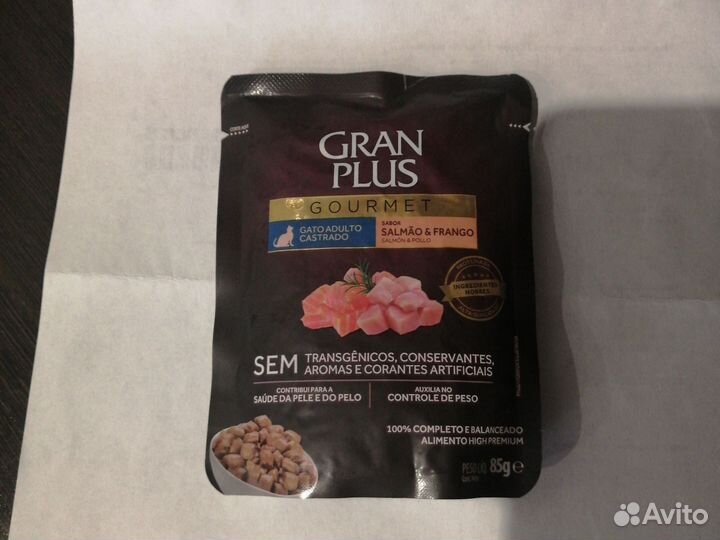 GRAN
PLUS
GOURMET
GATO ADULTO
CASTRADO
SABOR
SALMÃO & FRANGO
SALMÓN & POLLO
INGREDIENTES
NOBRES
SEM TRANSGÊNICOS, CONSERVANTES,
AROMAS E CORANTES ARTIFICIAIS
CONTRIBUI PARA A
SAÚDE DA PELE E DO PELO
AUXILIA NO
CONTROLE DE PESO
100% COMPLETO E BALANCEADO
ALIMENTO HIGH PREMIUM
PESO LÍQ. 85g e
Avito